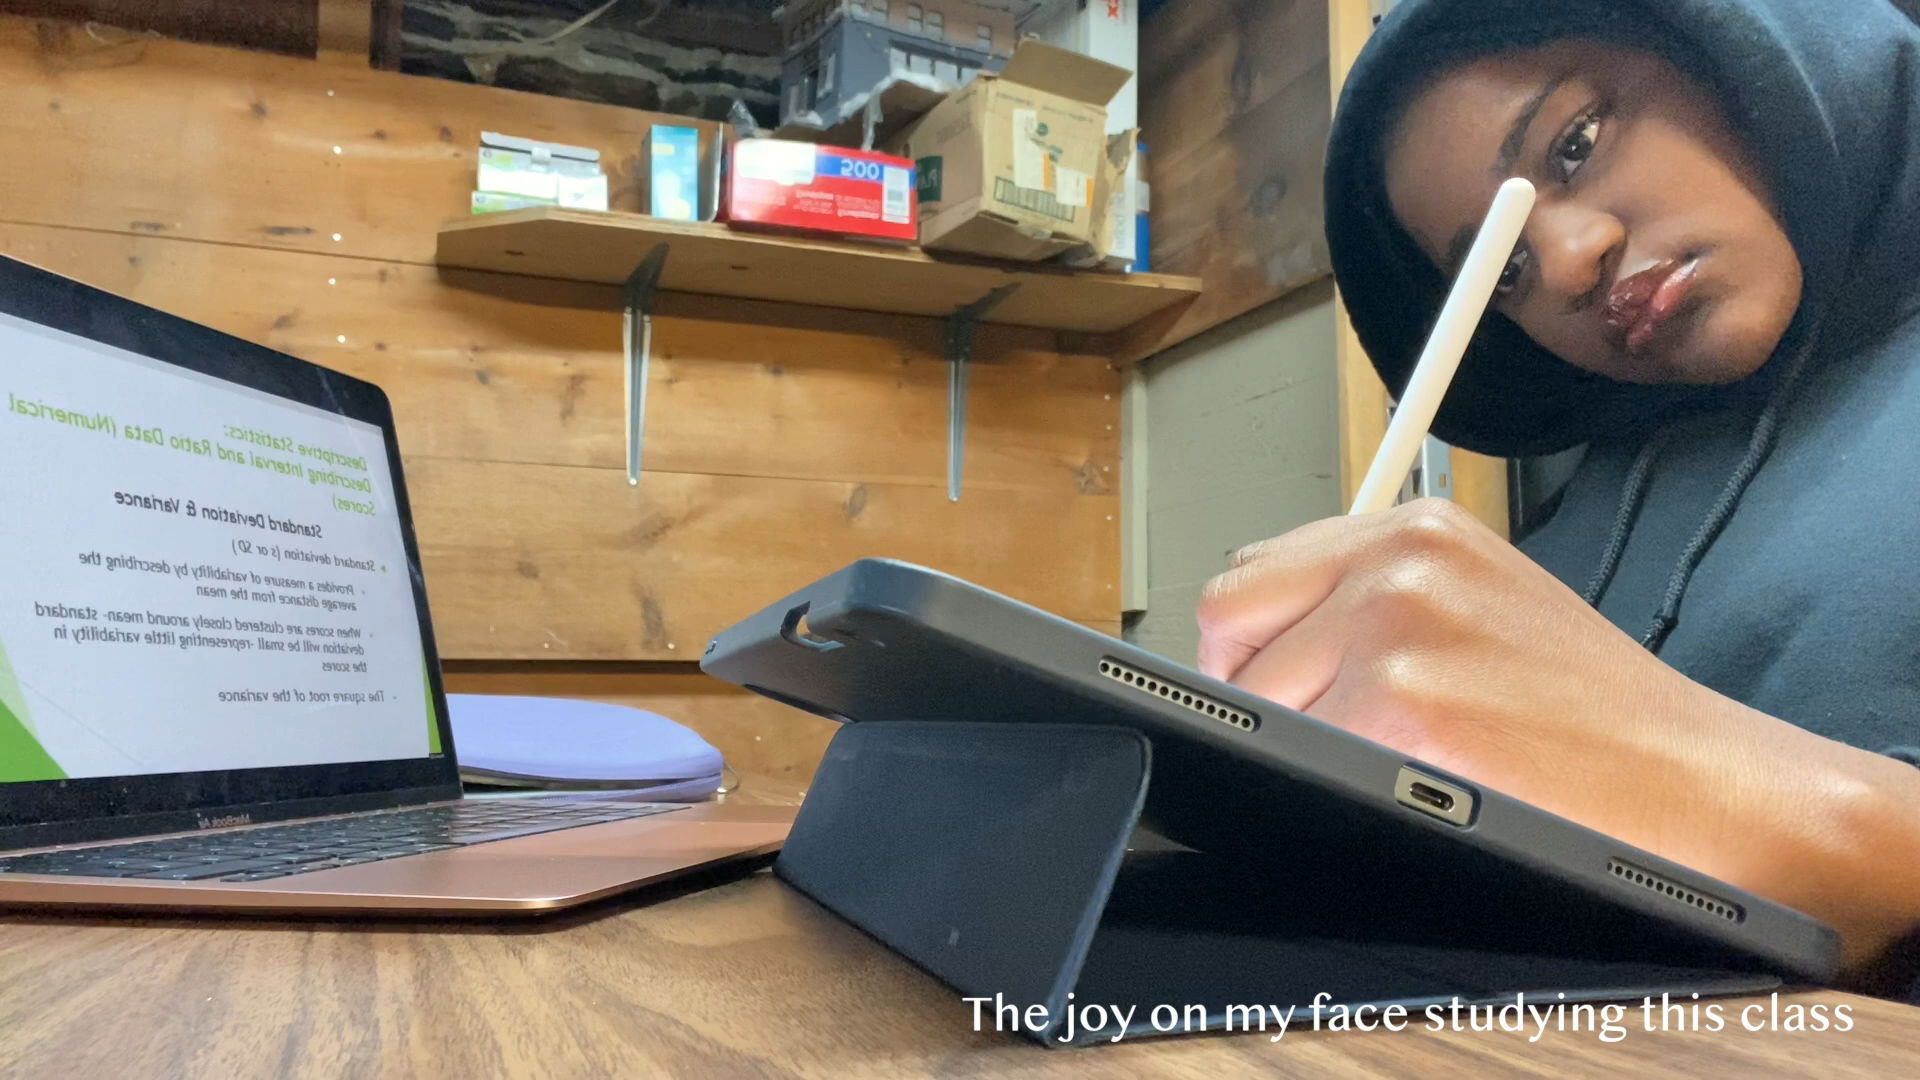 Descriptive Statistics:
Describing Interval and Ratio Data (Numerical
Scores)
Standard Deviation & Variance
Standard deviation (s or SD)
Provides a measure of variability by describing the
average distance from the mean
When scores are clustered closely around mean- standard
deviation will be small -representing little variability in
the scores
The square root of the variance
MacBook Air
500
The joy on my face studying this class